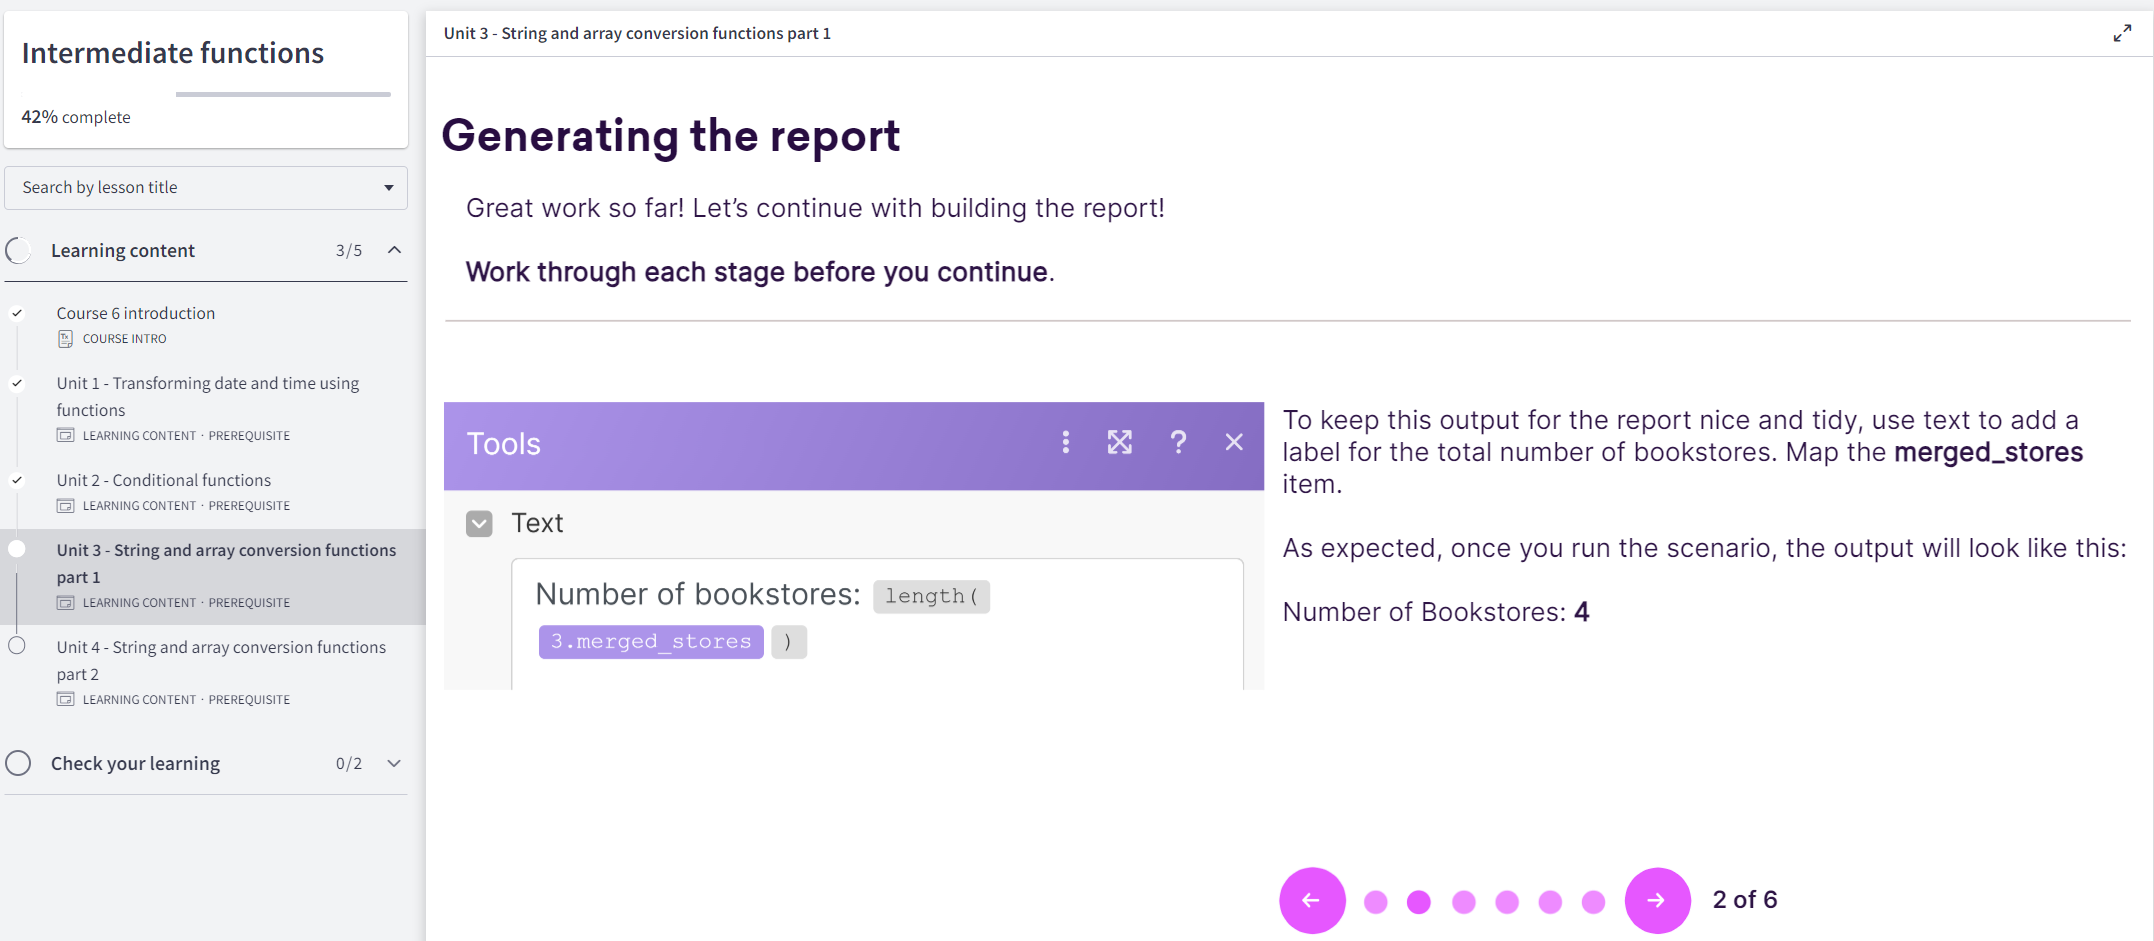 Intermediate functions
42% complete
Search by lesson title
Learning content 3/5
Course 6 introduction
COURSE INTRO
Unit 1 - Transforming date and time using
functions
LEARNING CONTENT · PREREQUISITE
Unit 2 - Conditional functions
LEARNING CONTENT · PREREQUISITE
Unit 3 - String and array conversion functions
part 1
LEARNING CONTENT · PREREQUISITE
Unit 4 - String and array conversion functions
part 2
LEARNING CONTENT · PREREQUISITE
Check your learning 0/2
Unit 3 - String and array conversion functions part 1
Generating the report
Great work so far! Let's continue with building the report!
Work through each stage before you continue.
Tools ?
Text
Number of bookstores: length(
3.merged_stores )
To keep this output for the report nice and tidy, use text to add a
label for the total number of bookstores. Map the merged_stores
item.
As expected, once you run the scenario, the output will look like this:
Number of Bookstores: 4
2 of 6